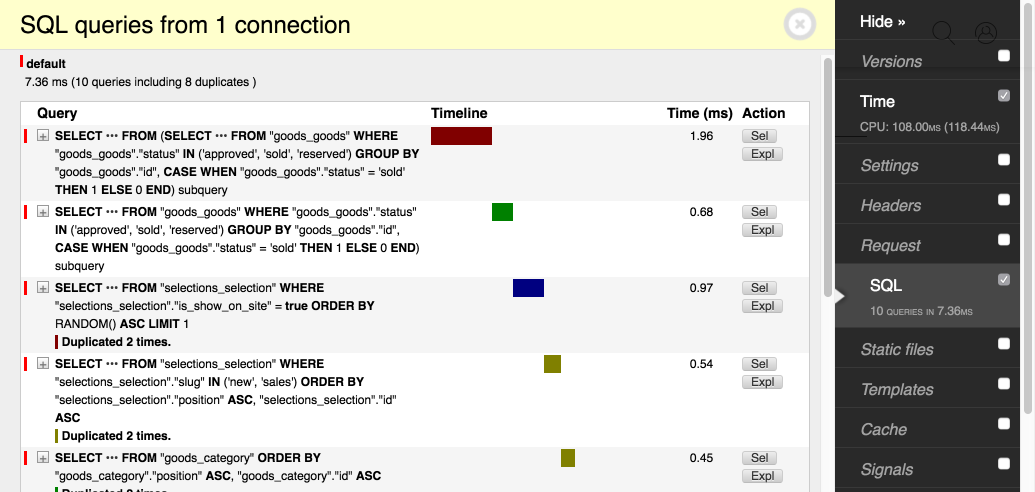 SQL queries from 1 connection
default
7.36 ms (10 queries including 8 duplicates )
Query Timeline Time (ms) Action
SELECT ••• FROM (SELECT ••• FROM "goods_goods" WHERE 1.96 Sel
"goods_goods"."status" IN ('approved', 'sold', 'reserved') GROUP BY Expl
"goods_goods"."id", CASE WHEN "goods_goods"."status" = 'sold'
THEN 1 ELSE 0 END) subquery
SELECT ••• FROM "goods_goods" WHERE "goods_goods"."status" 0.68 Sel
IN ('approved', 'sold', 'reserved') GROUP BY "goods_goods"."id", Expl
CASE WHEN "goods_goods"."status" = 'sold' THEN 1 ELSE 0 END)
subquery
SELECT ••• FROM "selections_selection" WHERE 0.97 Sel
"selections_selection"."is_show_on_site" = true ORDER BY Expl
RANDOM() ASC LIMIT 1
Duplicated 2 times.
SELECT ••• FROM "selections_selection" WHERE 0.54 Sel
"selections_selection"."slug" IN ('new', 'sales') ORDER BY Expl
"selections_selection"."position" ASC, "selections_selection"."id"
ASC
Duplicated 2 times.
SELECT ••• FROM "goods_category" ORDER BY 0.45 Sel
"goods_category"."position" ASC, "goods_category"."id" ASC Expl
Hide »
Versions
Time
CPU: 108.00ms (118.44ms)
Settings
Headers
Request
SQL
10 queries in 7.36ms
Static files
Templates
Cache
Signals